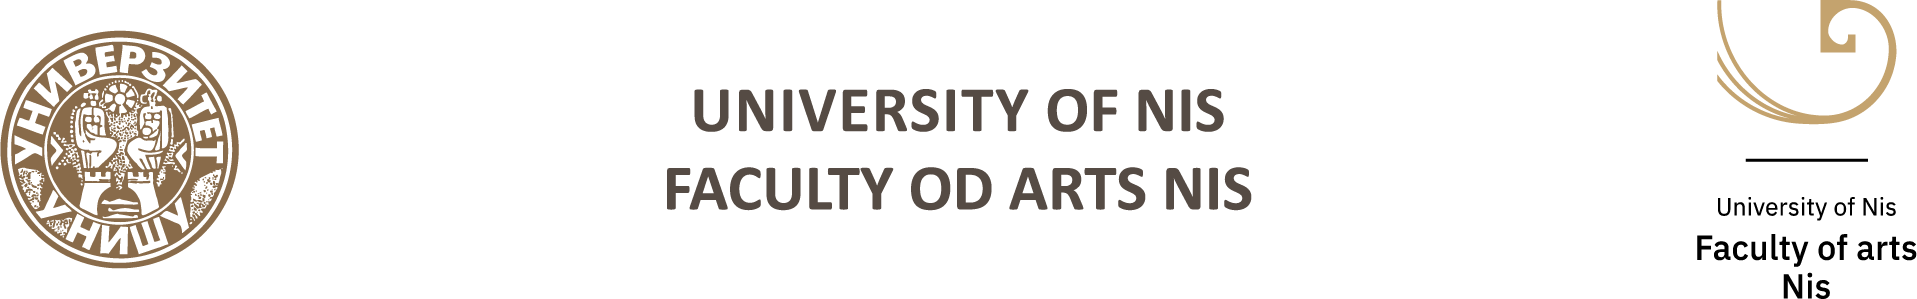 УНИВЕРЗИТЕТ
У НИШУ
UNIVERSITY OF NIS
FACULTY OD ARTS NIS
University of Nis
Faculty of arts
Nis